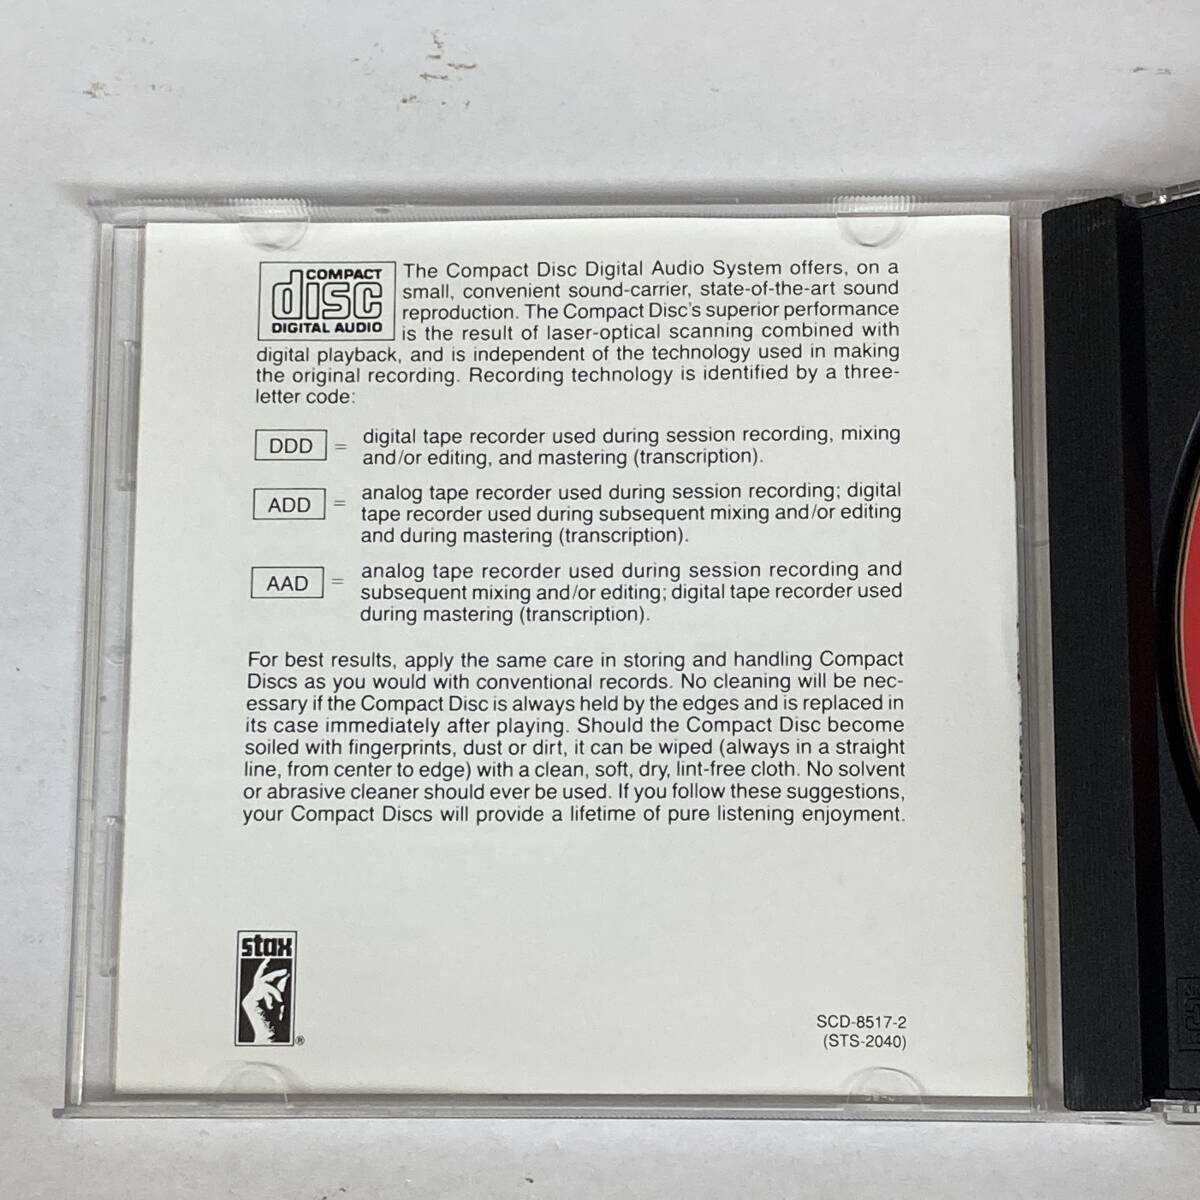 COMPACT
disc
DIGITAL AUDIO
The Compact Disc Digital Audio System offers, on a
small, convenient sound-carrier, state-of-the-art sound
reproduction. The Compact Disc's superior performance
is the result of laser-optical scanning combined with
digital playback, and is independent of the technology used in making
the original recording. Recording technology is identified by a three-
letter code:
DDD = digital tape recorder used during session recording, mixing
and/or editing, and mastering (transcription).
ADD = analog tape recorder used during session recording; digital
tape recorder used during subsequent mixing and/or editing
and during mastering (transcription).
AAD = analog tape recorder used during session recording and
subsequent mixing and/or editing; digital tape recorder used
during mastering (transcription).
For best results, apply the same care in storing and handling Compact
Discs as you would with conventional records. No cleaning will be nec-
essary if the Compact Disc is always held by the edges and is replaced in
its case immediately after playing. Should the Compact Disc become
soiled with fingerprints, dust or dirt, it can be wiped (always in a straight
line, from center to edge) with a clean, soft, dry, lint-free cloth. No solvent
or abrasive cleaner should ever be used. If you follow these suggestions,
your Compact Discs will provide a lifetime of pure listening enjoyment.
stax
®
SCD-8517-2
(STS-2040)